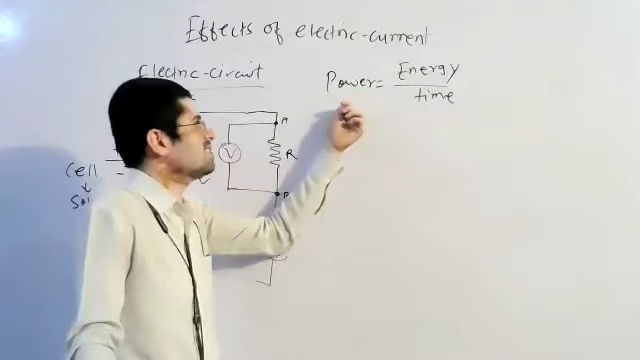 Effects of electric-current
Electric-circuit
Power = Energy
time
A
V
R
Cell